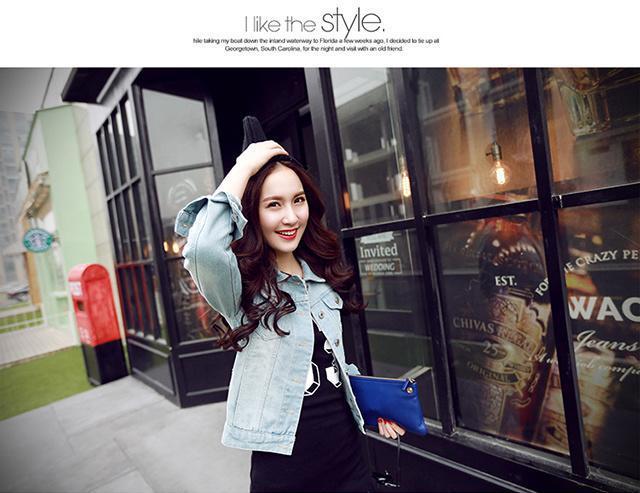 I like the style.
hile taking my boat down the inland waterway to Florida a few weeks ago, I decided to tie up at
Georgetown, South Carolina, for the night and visit with an old friend.
Invited
WEDDING
EST.
FOR THE CRAZY PE
WAC
Jeans
CHIVAS REGAL
25
ORIGINAL